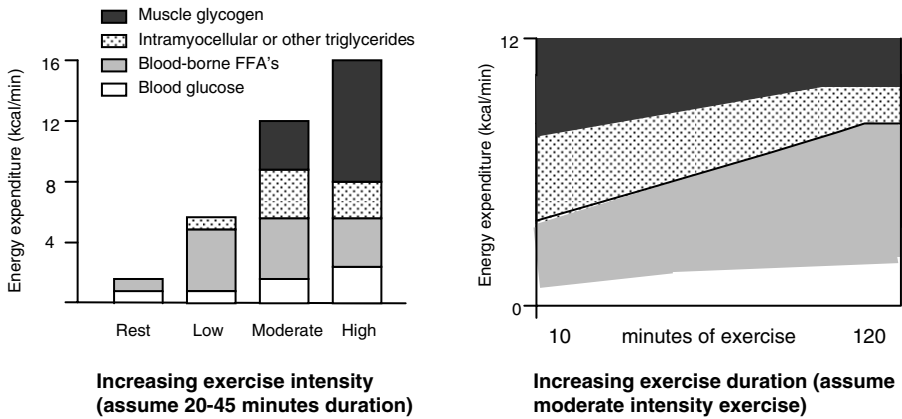 Muscle glycogen
Intramyocellular or other triglycerides
Blood-borne FFA's
Blood glucose
Energy expenditure (kcal/min)
16
12
8
4
Rest
Low
Moderate
High
Increasing exercise intensity
(assume 20-45 minutes duration)
Energy expenditure (kcal/min)
12
0
10
minutes of exercise
120
Increasing exercise duration (assume
moderate intensity exercise)